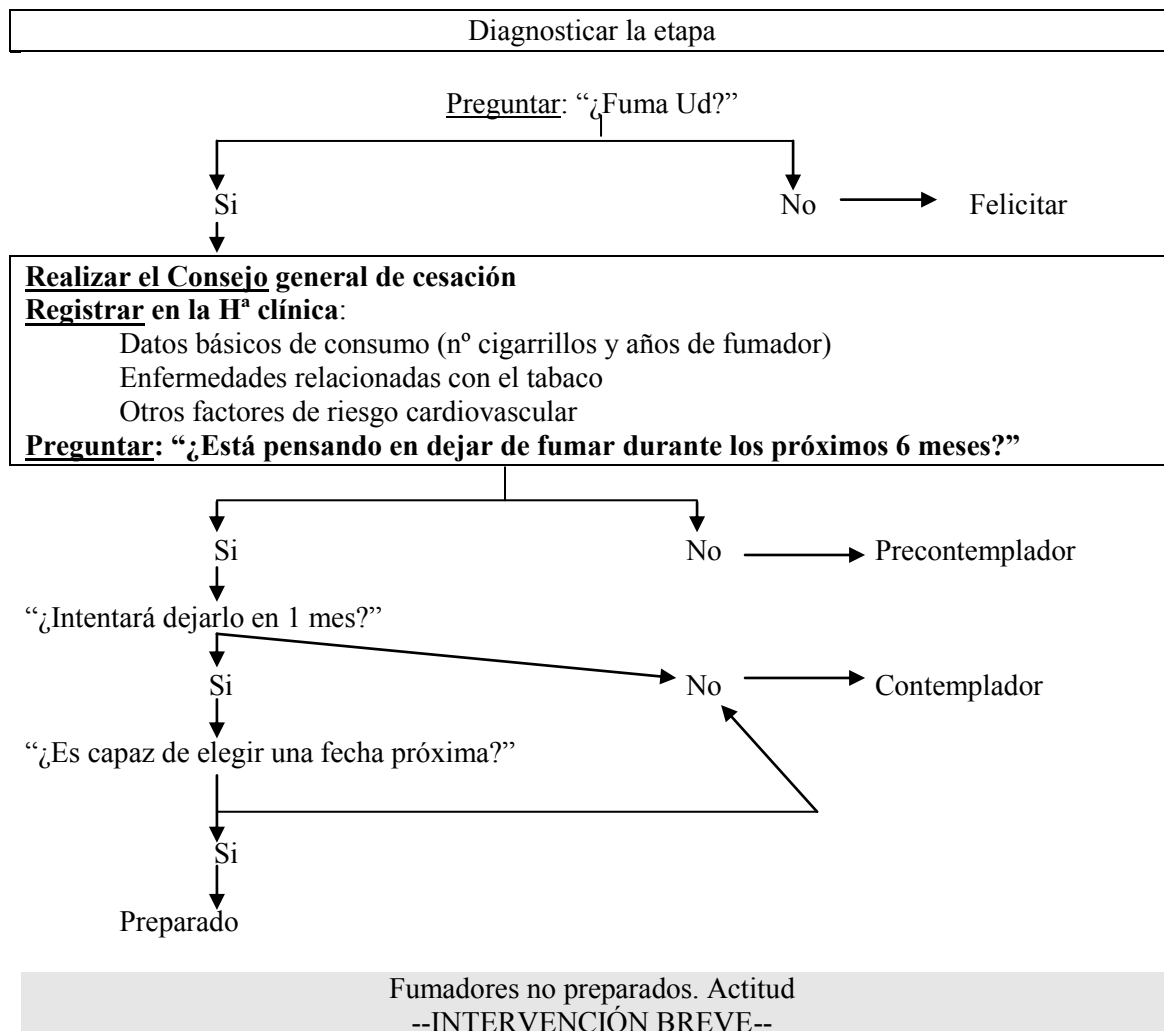 Diagnosticar la etapa
Preguntar: “¿Fuma Ud?”
Si
No
Felicitar
Realizar el Consejo general de cesación
Registrar en la Hª clínica:
Datos básicos de consumo (nº cigarrillos y años de fumador)
Enfermedades relacionadas con el tabaco
Otros factores de riesgo cardiovascular
Preguntar: “¿Está pensando en dejar de fumar durante los próximos 6 meses?”
Si
No
Precontemplador
“¿Intentará dejarlo en 1 mes?”
Si
No
Contemplador
“¿Es capaz de elegir una fecha próxima?”
Si
Preparado
Fumadores no preparados. Actitud
--INTERVENCIÓN BREVE--